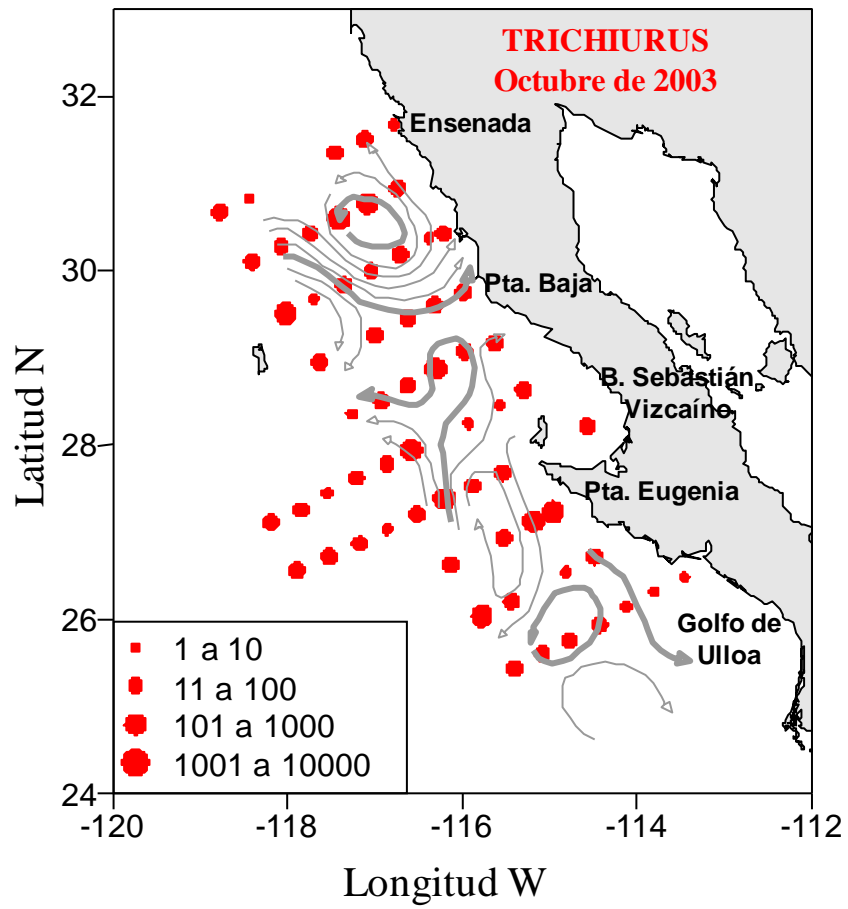 TRICHIURUS
Octubre de 2003
Ensenada
Pta. Baja
B. Sebastián
Vizcaíno
Pta. Eugenia
Golfo de
Ulloa
Latitud N
32
30
28
26
24
1 a 10
11 a 100
101 a 1000
1001 a 10000
-120
-118
-116
-114
-112
Longitud W